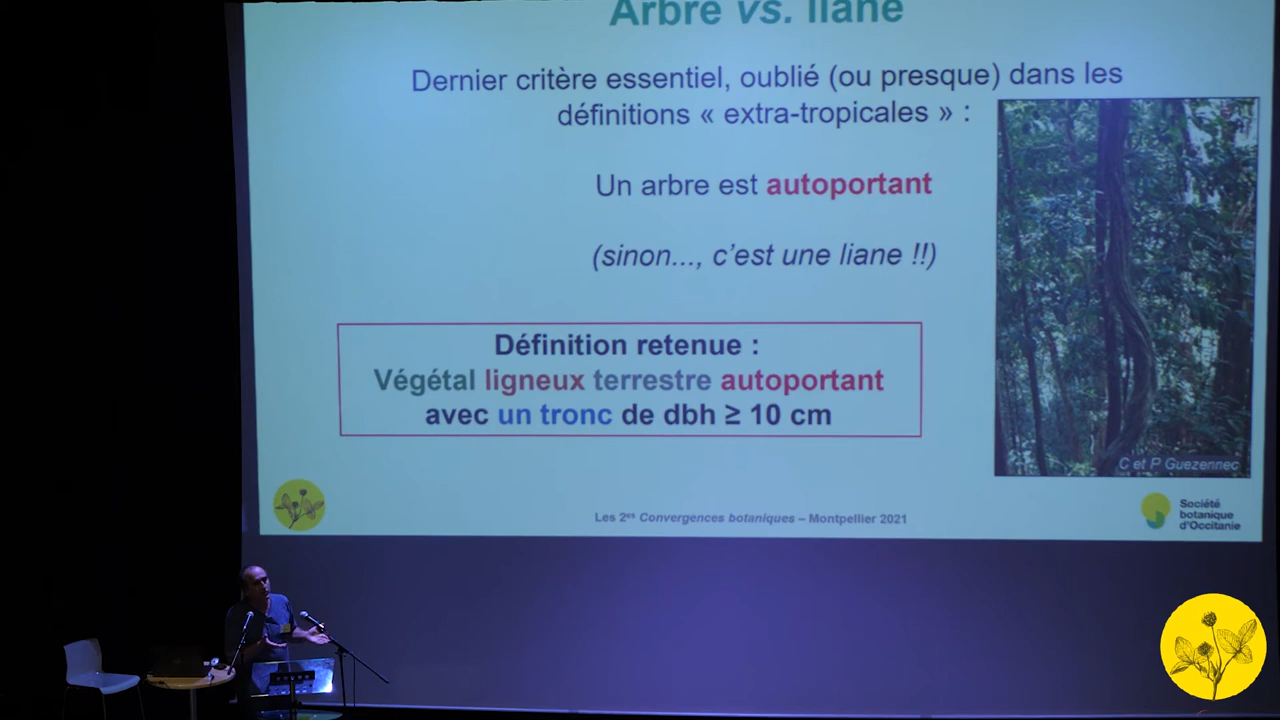 Arbre vs. liane
Dernier critère essentiel, oublié (ou presque) dans les
définitions « extra-tropicales » :
Un arbre est autoportant
(sinon..., c'est une liane !!)
Définition retenue :
Végétal ligneux terrestre autoportant
avec un tronc de dbh ≥ 10 cm
C et P Guezennec
Les 2es Convergences botaniques – Montpellier 2021
Société
botanique
d'Occitanie